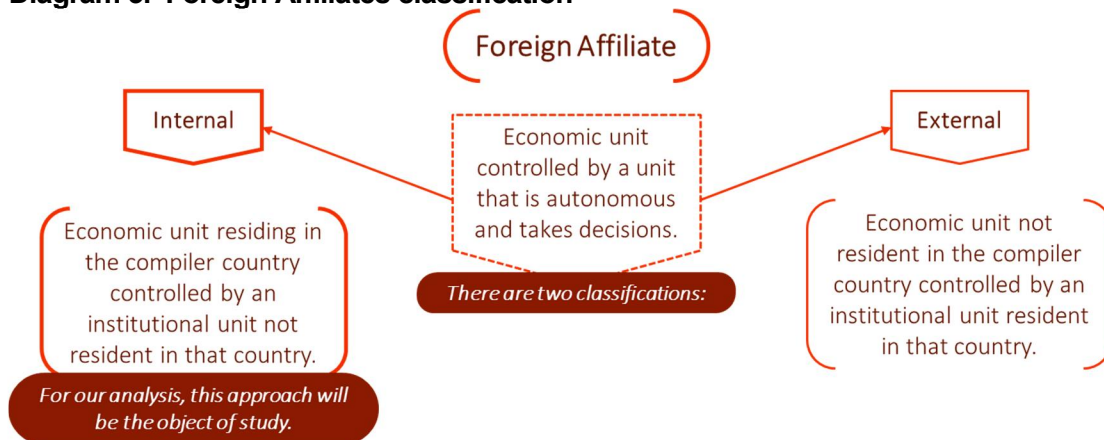 Foreign Affiliate
Internal
Economic unit
controlled by a unit
that is autonomous
and takes decisions.
External
Economic unit residing in
the compiler country
controlled by an
institutional unit not
resident in that country.
There are two classifications:
Economic unit not
resident in the compiler
country controlled by an
institutional unit resident
in that country.
For our analysis, this approach will
be the object of study.